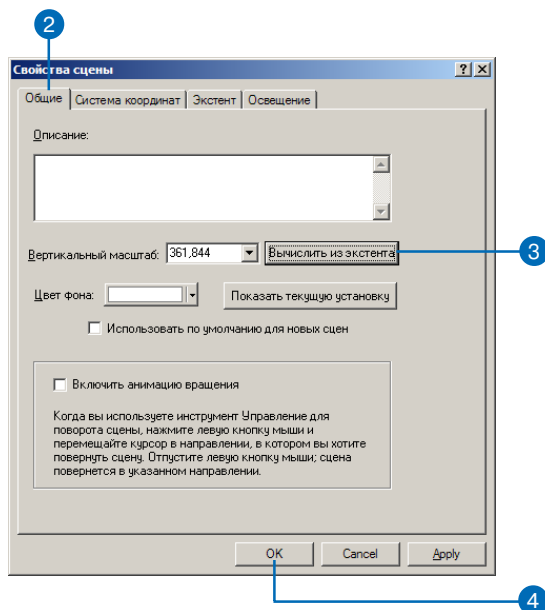 2
Свойства сцены
Общие Система координат Экстент Освещение
Описание:
Вертикальный масштаб: 361,844 Вычислить из экстента
3
Цвет фона: Показать текущую установку
Использовать по умолчанию для новых сцен
Включить анимацию вращения
Когда вы используете инструмент Управление для
поворота сцены, нажмите левую кнопку мыши и
перемещайте курсор в направлении, в котором вы хотите
повернуть сцену. Отпустите левую кнопку мыши; сцена
повернется в указанном направлении.
OK Cancel Apply
4